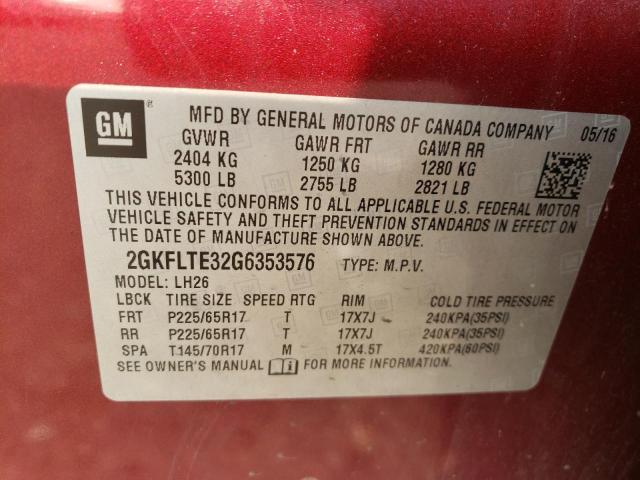 GM ®
MFD BY GENERAL MOTORS OF CANADA COMPANY 05/16
GVWR GAWR FRT GAWR RR
2404 KG 1250 KG 1280 KG
5300 LB 2755 LB 2821 LB
THIS VEHICLE CONFORMS TO ALL APPLICABLE U.S. FEDERAL MOTOR
VEHICLE SAFETY AND THEFT PREVENTION STANDARDS IN EFFECT ON
THE DATE OF MANUFACTURE SHOWN ABOVE.
2GKFLTE32G6353576 TYPE: M.P.V.
MODEL: LH26
LBCK TIRE SIZE SPEED RTG RIM COLD TIRE PRESSURE
FRT P225/65R17 T 17X7J 240KPA(35PSI)
RR P225/65R17 T 17X7J 240KPA(35PSI)
SPA T145/70R17 M 17X4.5T 420KPA(60PSI)
SEE OWNER'S MANUAL FOR MORE INFORMATION.